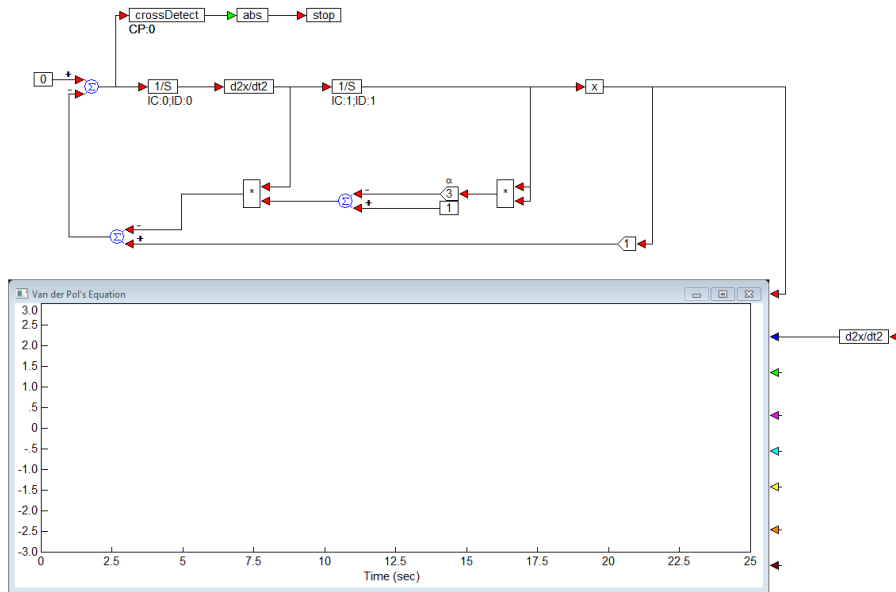 crossDetect abs stop
CP:0
0 + - Σ 1/S d2x/dt2 1/S x
IC:0;ID:0 IC:1;ID:1
α
* Σ - + 3 *
1
Σ - + 1
Van der Pol's Equation
3.0
2.5
2.0
1.5
1.0
.5
0
-.5
-1.0
-1.5
-2.0
-2.5
-3.0
0 2.5 5 7.5 10 12.5 15 17.5 20 22.5 25
Time (sec)
d2x/dt2